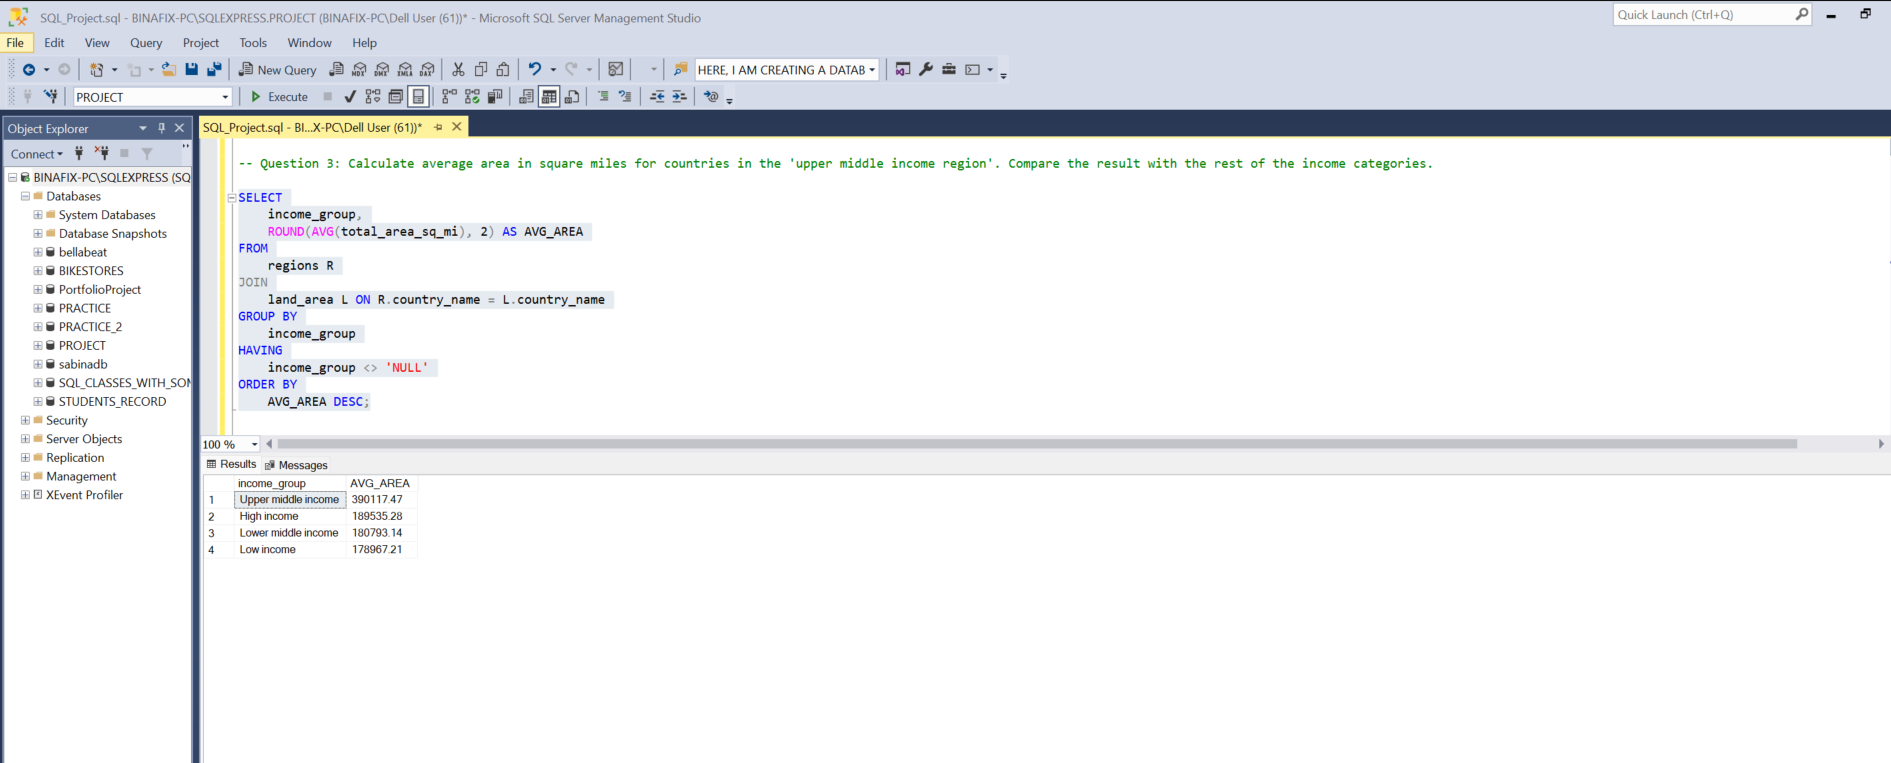 SQL_Project.sql - BINAFIX-PC\SQLEXPRESS.PROJECT (BINAFIX-PC\Dell User (61))* - Microsoft SQL Server Management Studio
Quick Launch (Ctrl+Q)
File Edit View Query Project Tools Window Help
New Query MDX DMX XMLA DAX HERE, I AM CREATING A DATAB
PROJECT Execute
Object Explorer
SQL_Project.sql - BI...X-PC\Dell User (61))*
Connect
BINAFIX-PC\SQLEXPRESS (SQ
Databases
System Databases
Database Snapshots
bellabeat
BIKESTORES
PortfolioProject
PRACTICE
PRACTICE_2
PROJECT
sabinadb
SQL_CLASSES_WITH_SOM
STUDENTS_RECORD
Security
Server Objects
Replication
Management
XEvent Profiler
-- Question 3: Calculate average area in square miles for countries in the 'upper middle income region'. Compare the result with the rest of the income categories.
SELECT
income_group,
ROUND(AVG(total_area_sq_mi), 2) AS AVG_AREA
FROM
regions R
JOIN
land_area L ON R.country_name = L.country_name
GROUP BY
income_group
HAVING
income_group <> 'NULL'
ORDER BY
AVG_AREA DESC;
100 %
Results Messages
income_group AVG_AREA
1 Upper middle income 390117.47
2 High income 189535.28
3 Lower middle income 180793.14
4 Low income 178967.21